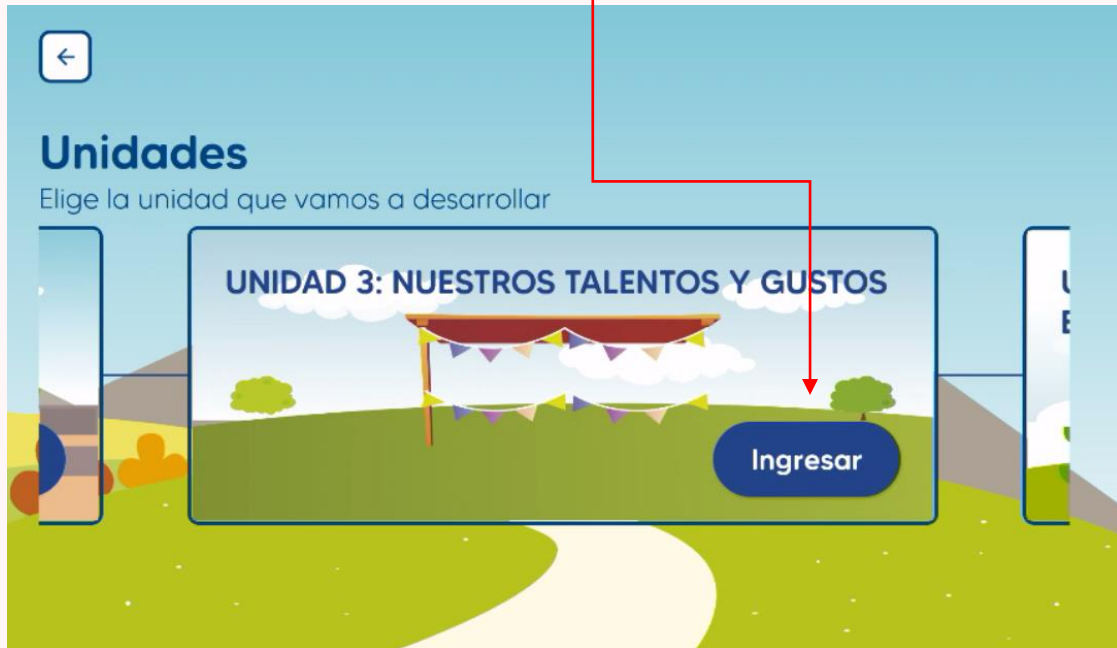 Unidades
Elige la unidad que vamos a desarrollar
UNIDAD 3: NUESTROS TALENTOS Y GUSTOS
Ingresar